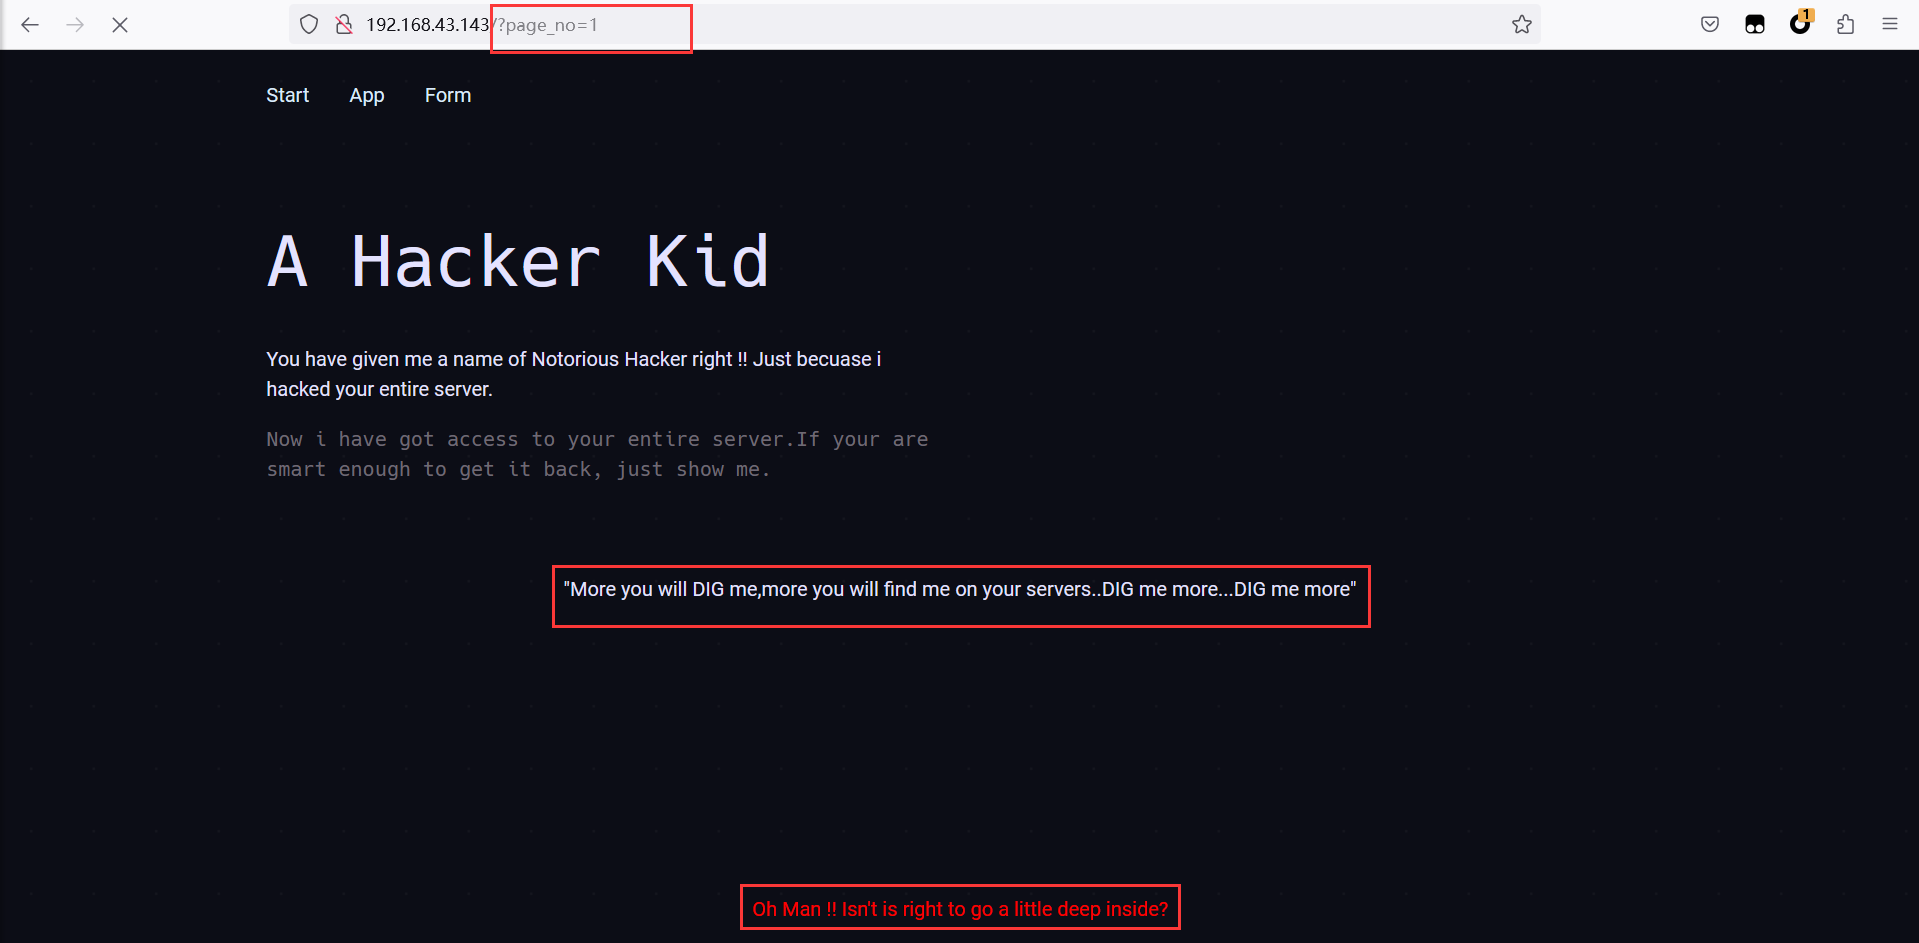 192.168.43.143/?page_no=1
1
Start App Form
A Hacker Kid
You have given me a name of Notorious Hacker right !! Just becuase i
hacked your entire server.
Now i have got access to your entire server.If your are
smart enough to get it back, just show me.
"More you will DIG me,more you will find me on your servers..DIG me more...DIG me more"
Oh Man !! Isn't is right to go a little deep inside?